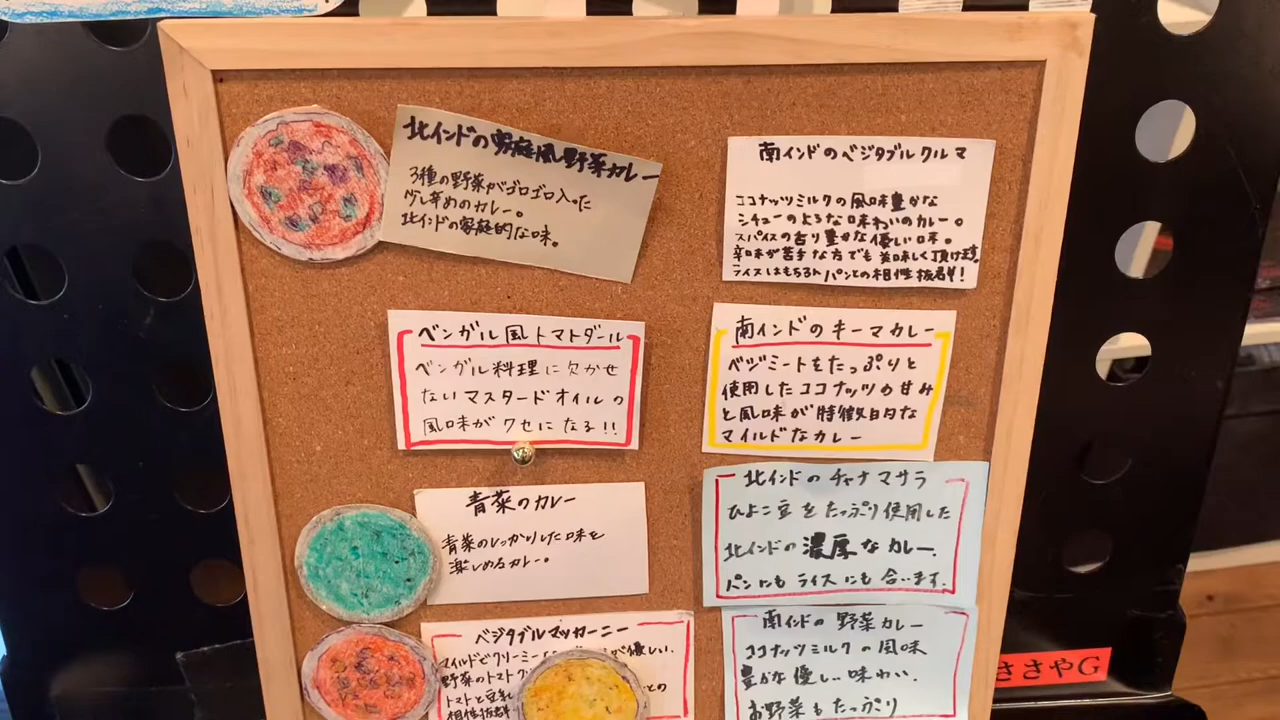 北インドの家庭風野菜カレー
3種の野菜がゴロゴロ入った
少し辛めのカレー。
北インドの家庭的な味。
南インドのベジタブルクルマ
ココナッツミルクの風味豊かな
シチューのような味わいのカレー。
スパイスの香り豊かな優しい味。
辛味が苦手な方でも美味しく頂けます。
ライスはもちろんパンとの相性抜群!
ベンガル風トマトダール
ベンガル料理に欠かせ
ないマスタードオイルの
風味がクセになる!!
南インドのキーマカレー
ベジミートをたっぷりと
使用したココナッツの甘み
と風味が特徴的な
マイルドなカレー
青菜のカレー
青菜のしっかりした味を
楽しめるカレー。
北インドのチャナマサラ
ひよこ豆をたっぷり使用した
北インドの濃厚なカレー。
パンにもライスにも合います。
ベジタブルマッカーニー
マイルドでクリーミー が優しい、
野菜のトマトク
トマトと豆乳 との
相性抜群
南インドの野菜カレー
ココナッツミルクの風味
豊かな優しい味わい。
お野菜もたっぷり
ささやG